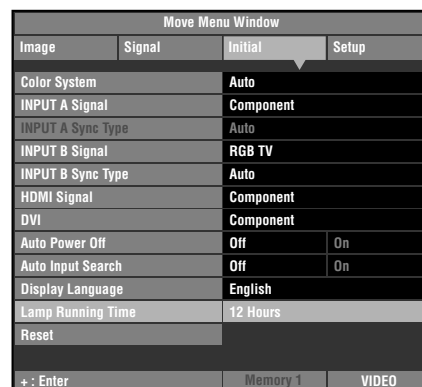 Move Menu Window
Image Signal Initial Setup
Color System Auto
INPUT A Signal Component
INPUT A Sync Type Auto
INPUT B Signal RGB TV
INPUT B Sync Type Auto
HDMI Signal Component
DVI Component
Auto Power Off Off On
Auto Input Search Off On
Display Language English
Lamp Running Time 12 Hours
Reset
+ : Enter Memory 1 VIDEO